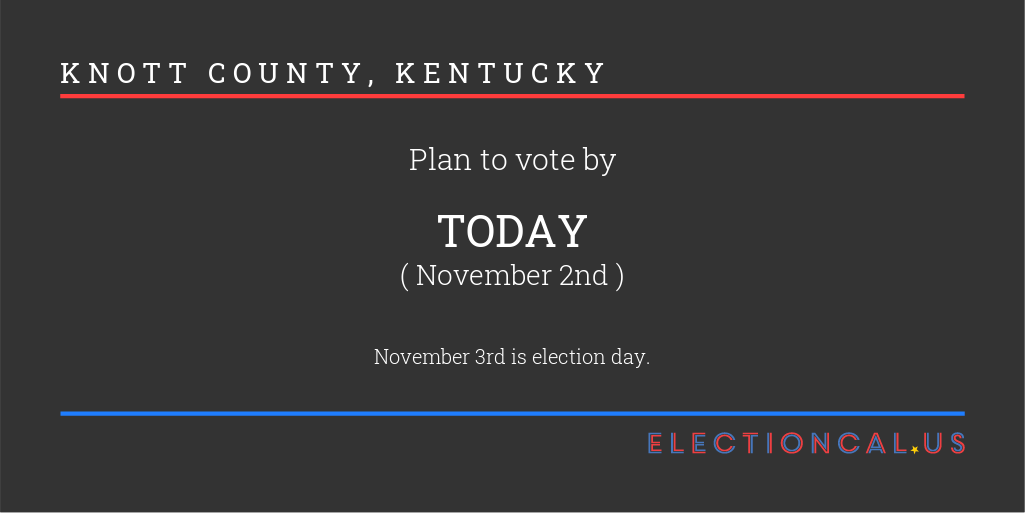 KNOTT COUNTY, KENTUCKY
Plan to vote by
TODAY
( November 2nd )
November 3rd is election day.
ELECTIONCAL.US